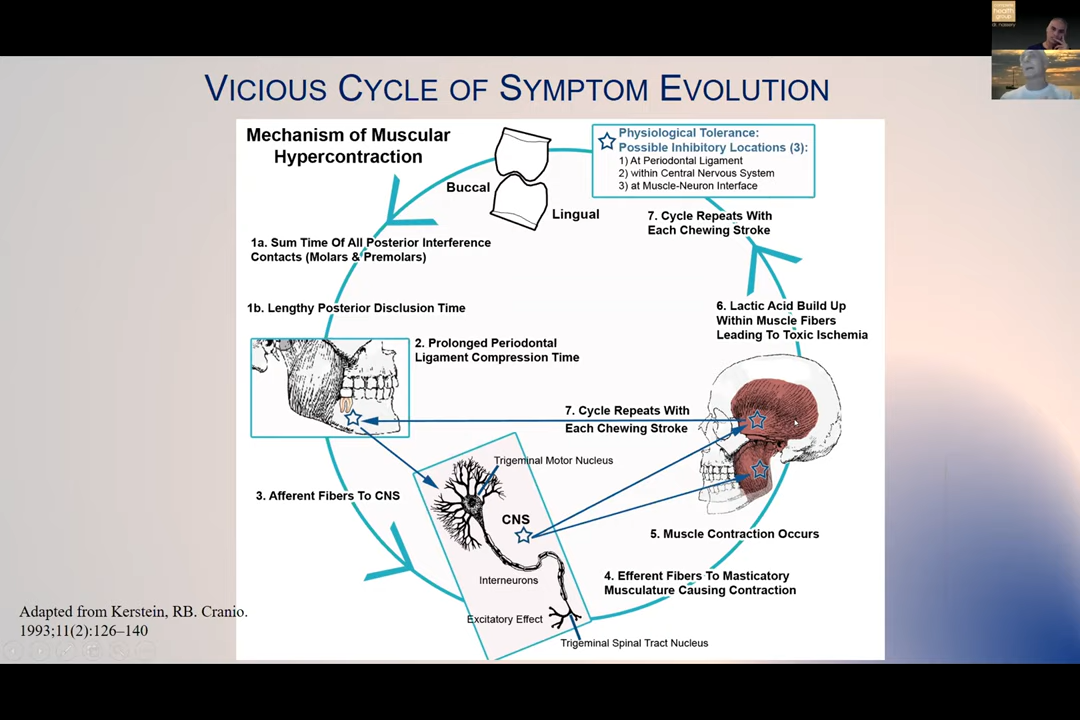 complete
health
group
VICIOUS CYCLE OF SYMPTOM EVOLUTION
Mechanism of Muscular
Hypercontraction
Buccal
Lingual
Physiological Tolerance:
Possible Inhibitory Locations (3):
1) At Periodontal Ligament
2) within Central Nervous System
3) at Muscle-Neuron Interface
7. Cycle Repeats With
Each Chewing Stroke
1a. Sum Time Of All Posterior Interference
Contacts (Molars & Premolars)
1b. Lengthy Posterior Disclusion Time
6. Lactic Acid Build Up
Within Muscle Fibers
Leading To Toxic Ischemia
2. Prolonged Periodontal
Ligament Compression Time
7. Cycle Repeats With
Each Chewing Stroke
Trigeminal Motor Nucleus
3. Afferent Fibers To CNS
CNS
5. Muscle Contraction Occurs
Interneurons
4. Efferent Fibers To Masticatory
Musculature Causing Contraction
Excitatory Effect
Trigeminal Spinal Tract Nucleus
Adapted from Kerstein, RB. Cranio.
1993;11(2):126–140